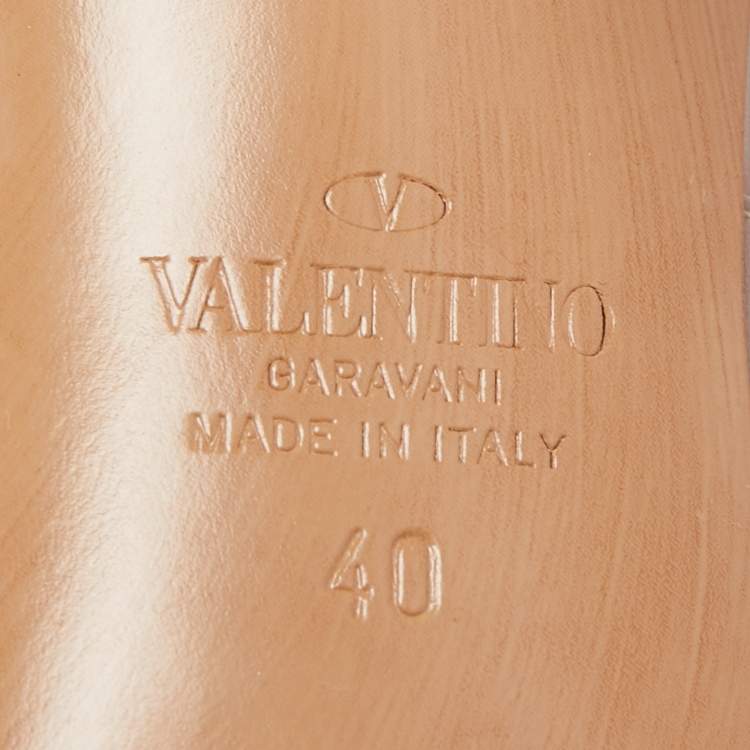 V
VALENTINO
GARAVANI
MADE IN ITALY
40